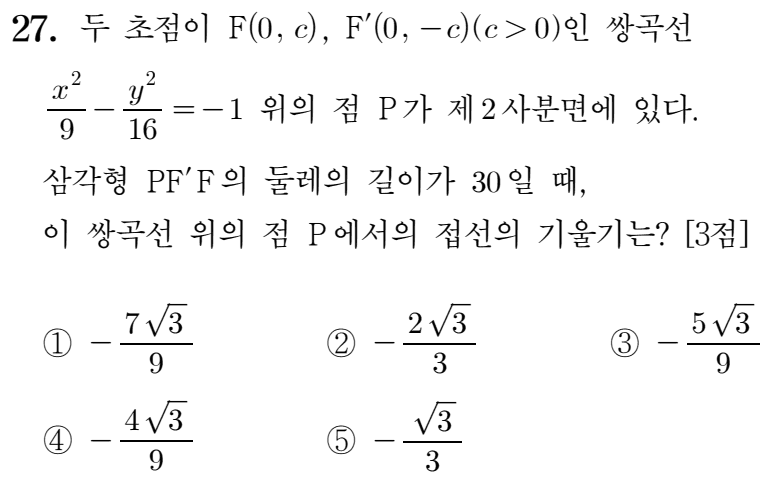 27. 두 초점이 F(0, c), F′(0, −c)(c > 0)인 쌍곡선
x²/9 − y²/16 = −1 위의 점 P가 제2사분면에 있다.
삼각형 PF′F의 둘레의 길이가 30일 때,
이 쌍곡선 위의 점 P에서의 접선의 기울기는? [3점]
① −7√3/9 ② −2√3/3 ③ −5√3/9
④ −4√3/9 ⑤ −√3/3